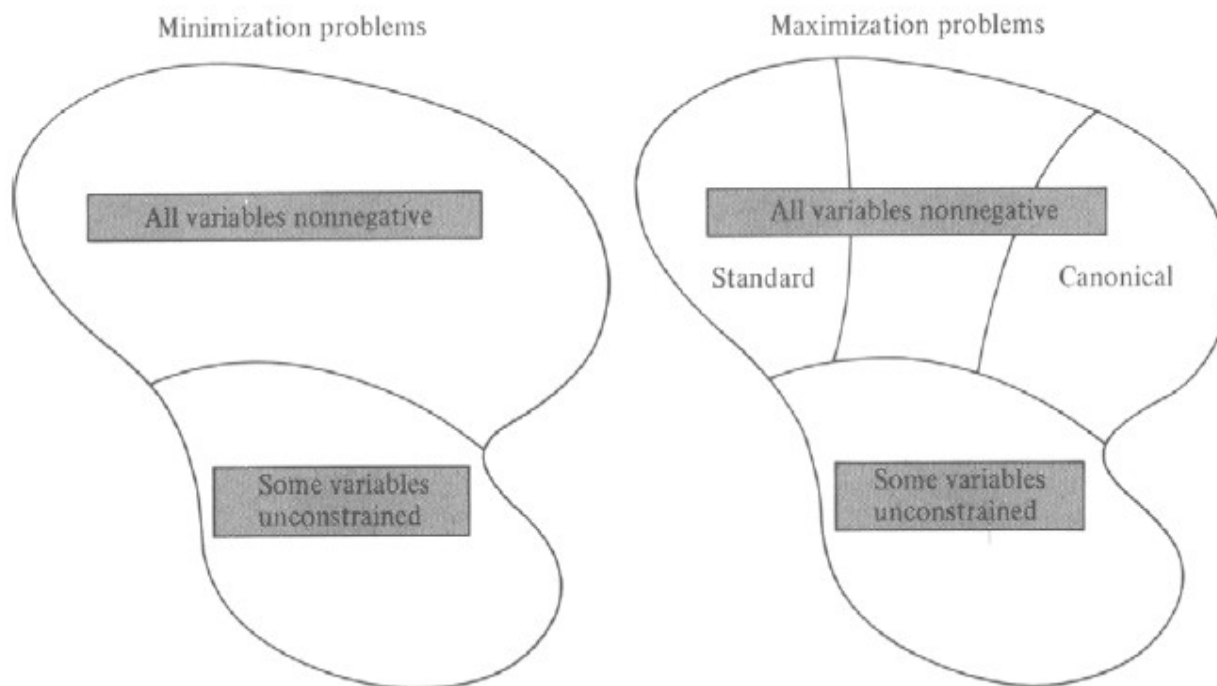 Minimization problems
Maximization problems
All variables nonnegative
All variables nonnegative
Standard
Canonical
Some variables
unconstrained
Some variables
unconstrained